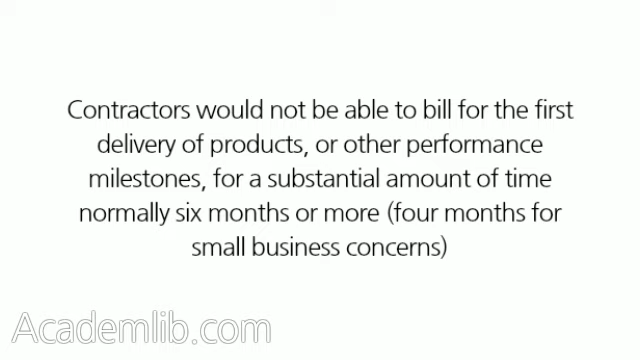 Contractors would not be able to bill for the first
delivery of products, or other performance
milestones, for a substantial amount of time
normally six months or more (four months for
small business concerns)
Academlib.com